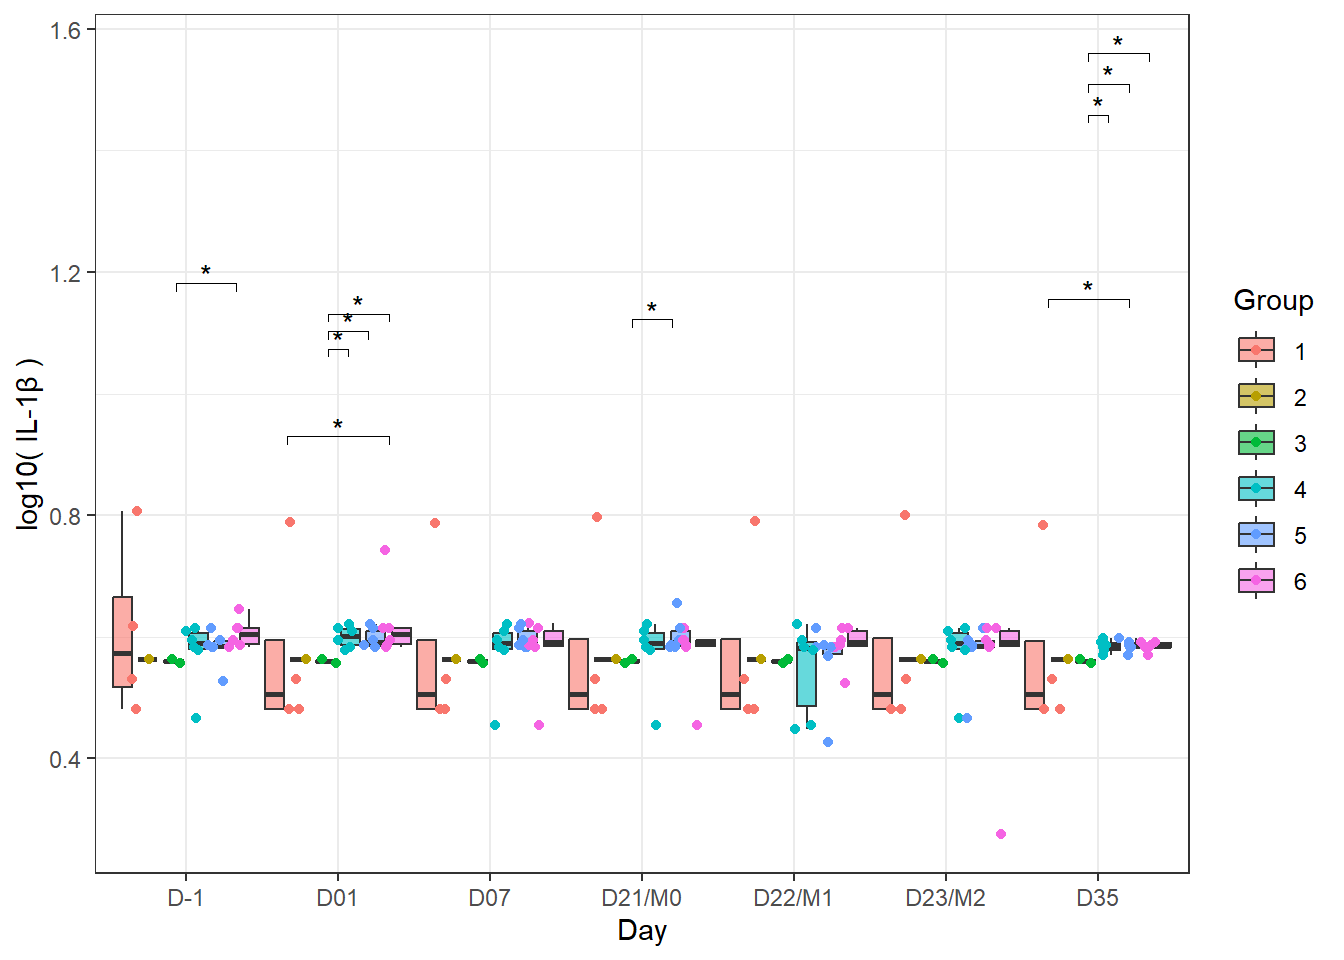 1.6
1.2
0.8
0.4
log10( IL-1β )
*
*
*
*
*
*
*
*
*
*
*
D-1
D01
D07
D21/M0
D22/M1
D23/M2
D35
Day
Group
1
2
3
4
5
6